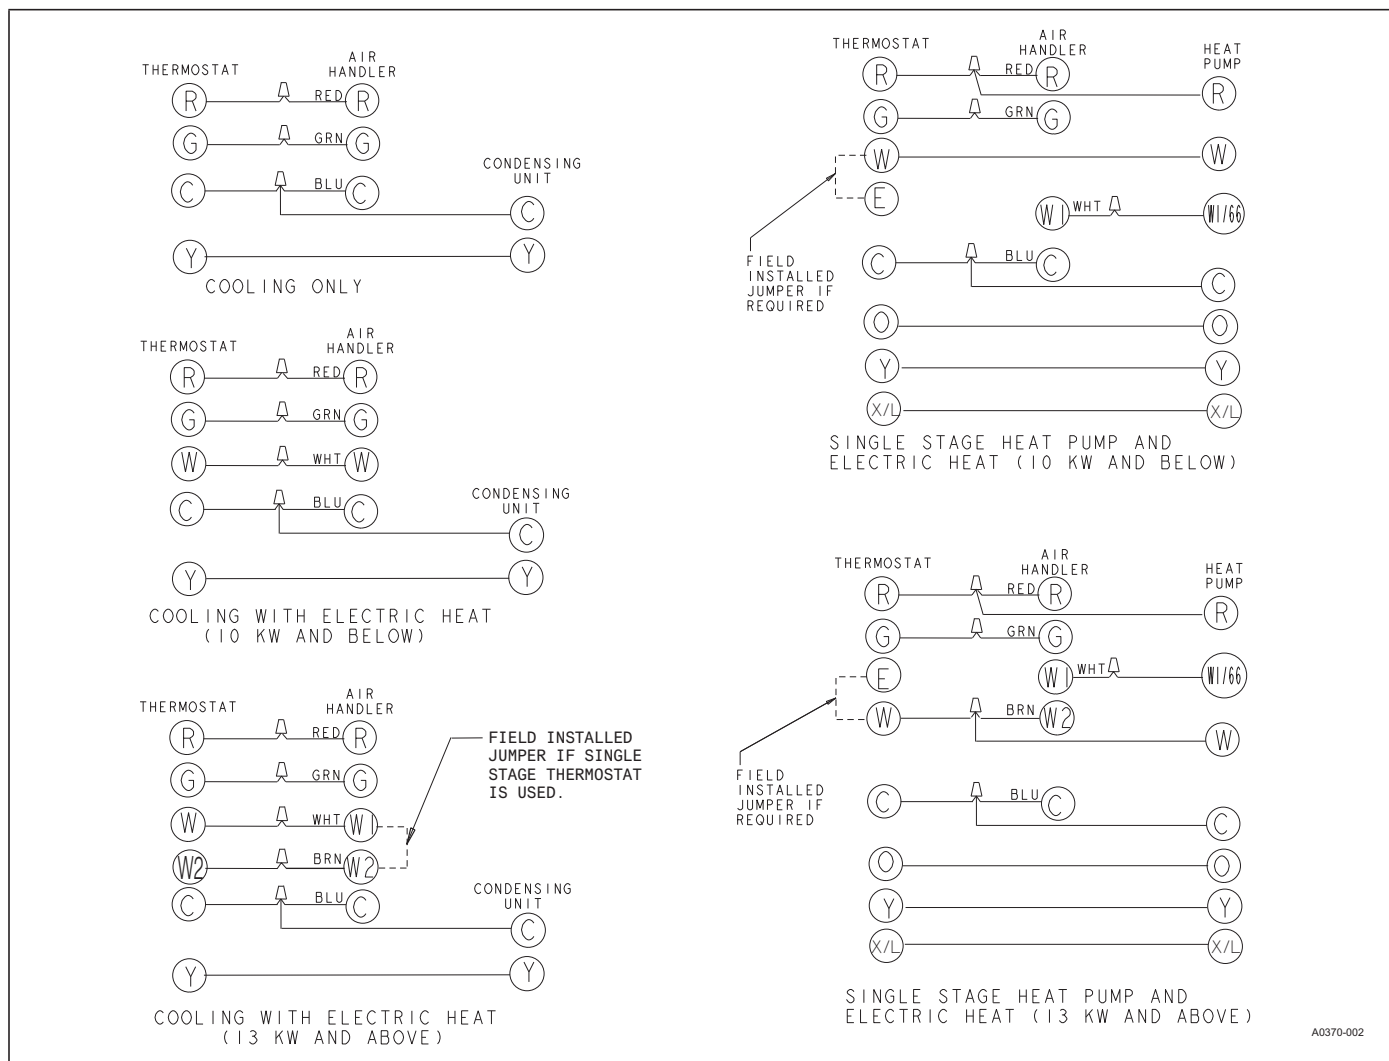 THERMOSTAT
AIR
HANDLER
R RED R
G GRN G
C BLU C
CONDENSING
UNIT
C
Y Y
COOLING ONLY
THERMOSTAT
AIR
HANDLER
R RED R
G GRN G
W WHT W
C BLU C
CONDENSING
UNIT
C
Y Y
COOLING WITH ELECTRIC HEAT
(10 KW AND BELOW)
THERMOSTAT
AIR
HANDLER
R RED R
G GRN G
W WHT W1
W2 BRN W2
C BLU C
FIELD INSTALLED
JUMPER IF SINGLE
STAGE THERMOSTAT
IS USED.
CONDENSING
UNIT
C
Y Y
COOLING WITH ELECTRIC HEAT
(13 KW AND ABOVE)
THERMOSTAT
AIR
HANDLER
HEAT
PUMP
R RED R
R
G GRN G
W W
E
W1 WHT W1/66
FIELD
INSTALLED
JUMPER IF
REQUIRED
C BLU C
C
O O
Y Y
X/L X/L
SINGLE STAGE HEAT PUMP AND
ELECTRIC HEAT (10 KW AND BELOW)
THERMOSTAT
AIR
HANDLER
HEAT
PUMP
R RED R
R
G GRN G
E W1 WHT W1/66
W BRN W2
W
FIELD
INSTALLED
JUMPER IF
REQUIRED
C BLU C
C
O O
Y Y
X/L X/L
SINGLE STAGE HEAT PUMP AND
ELECTRIC HEAT (13 KW AND ABOVE)
A0370-002